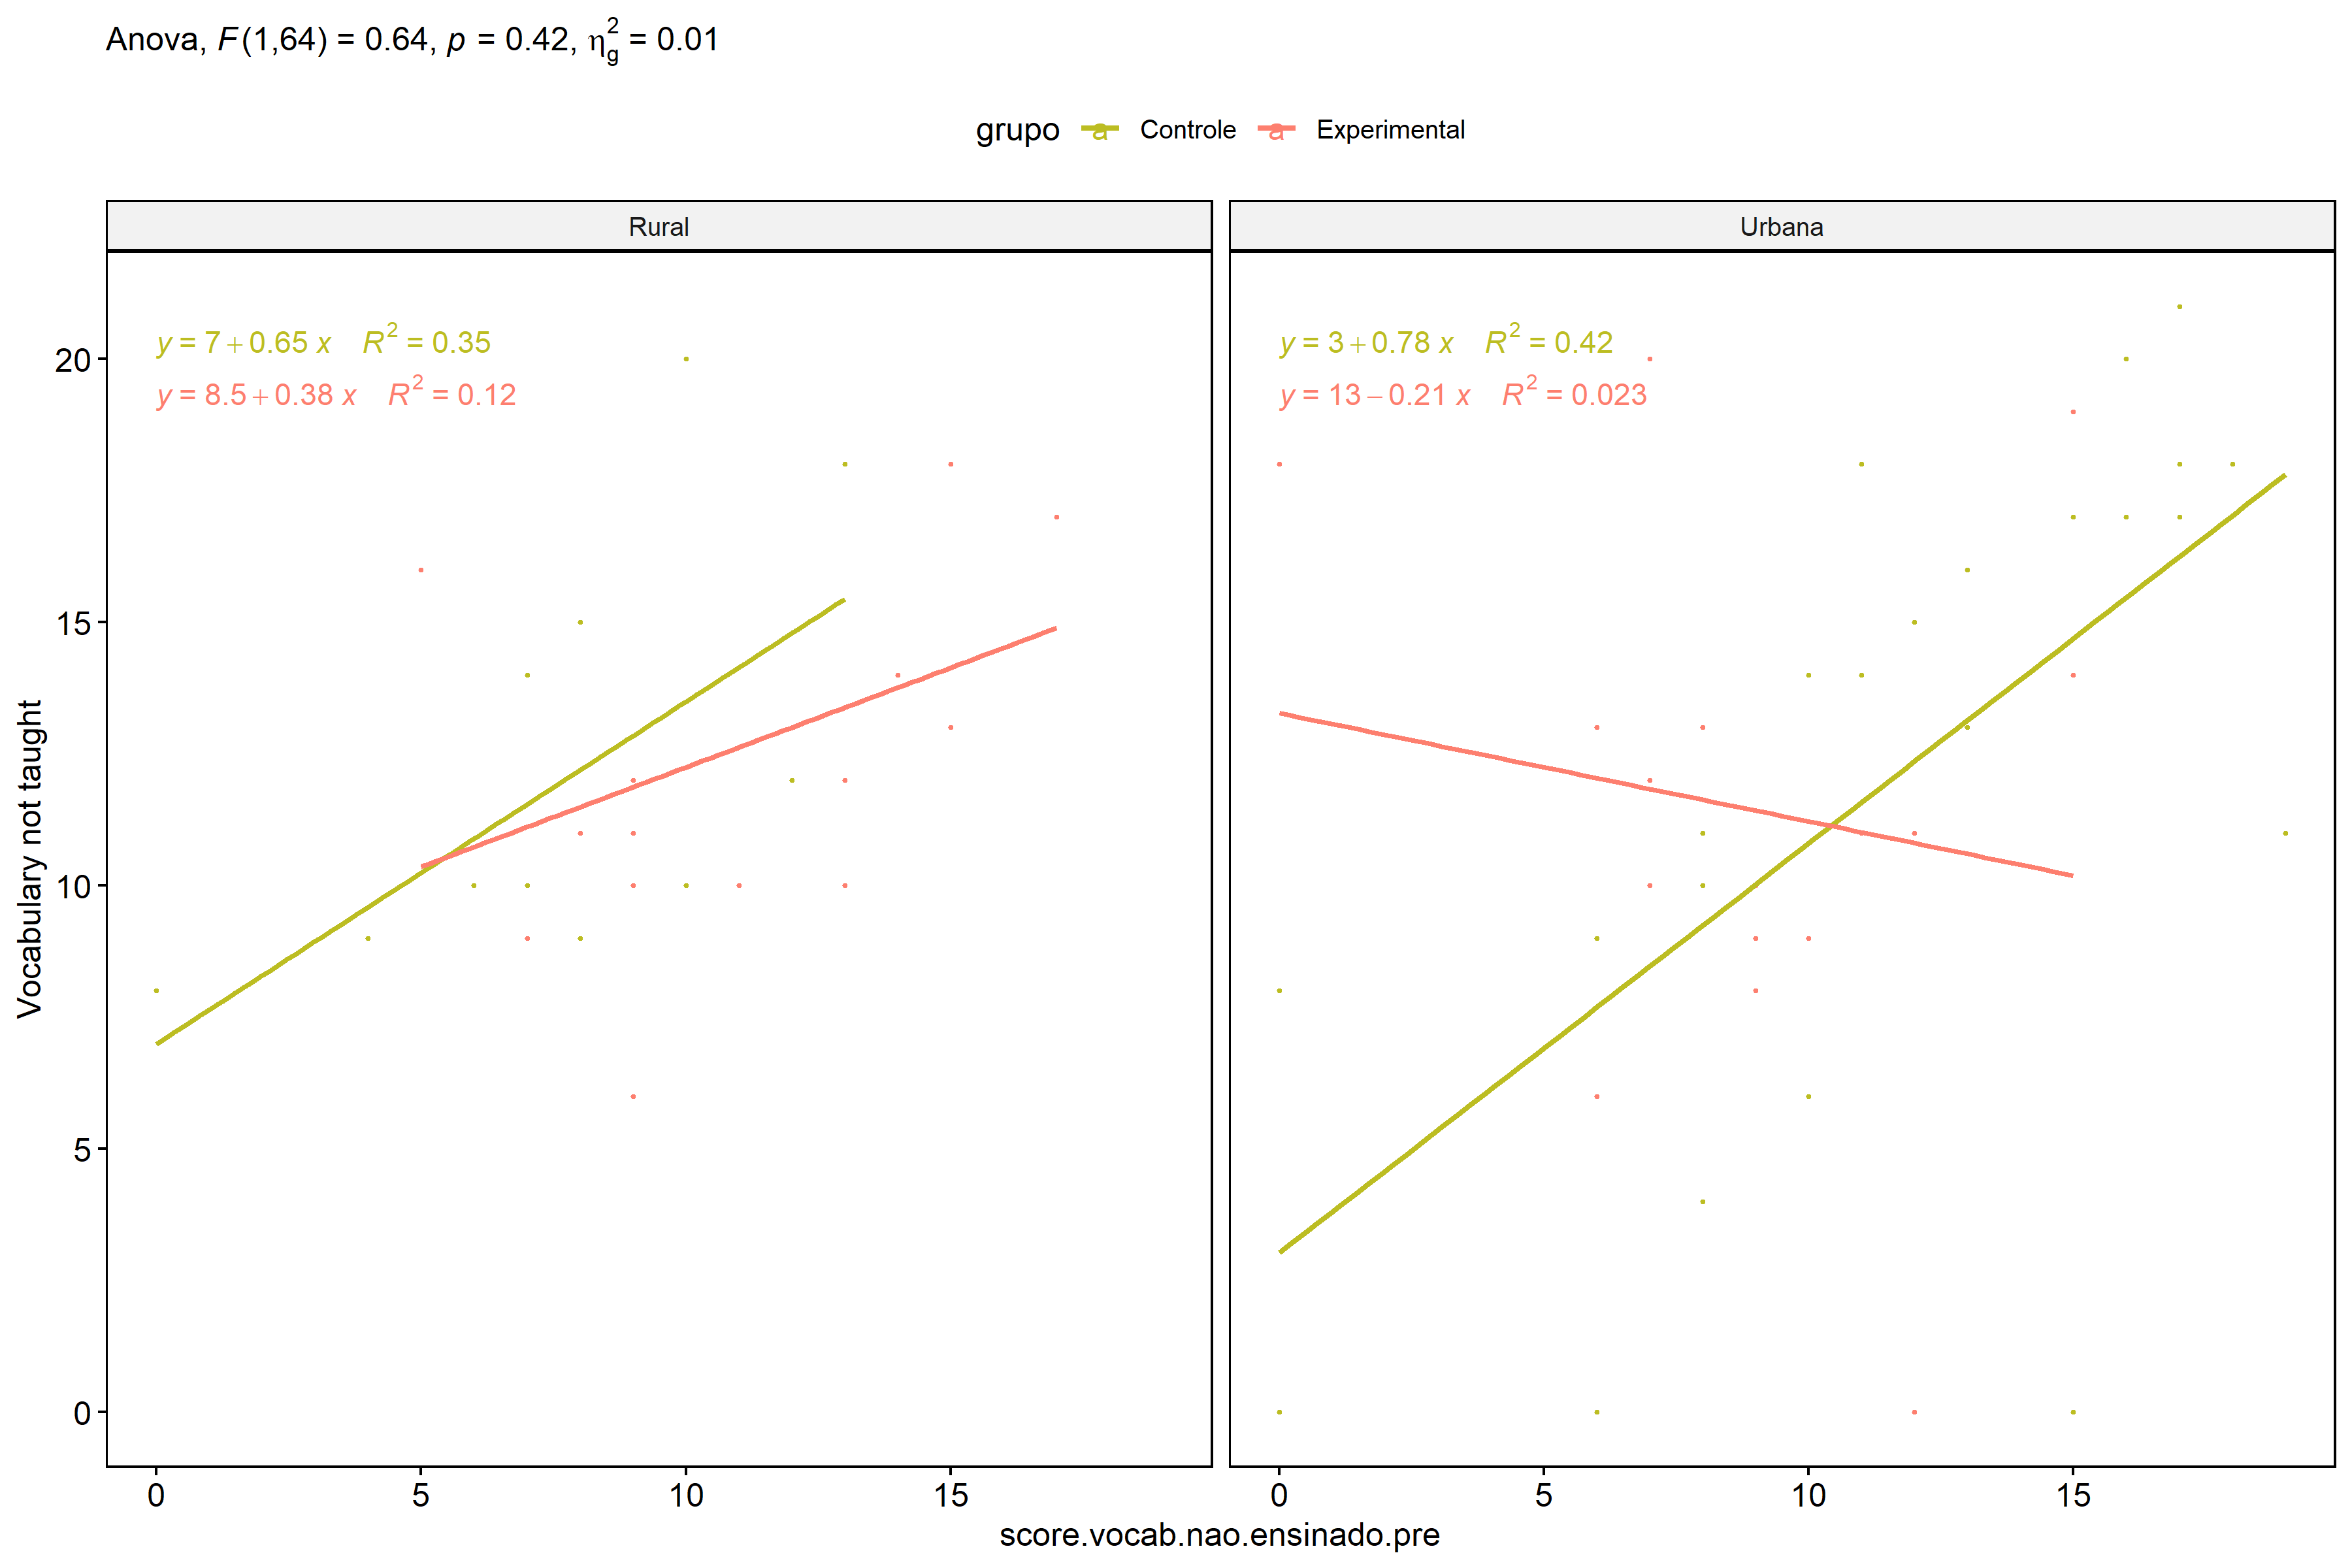 Anova, F(1,64) = 0.64, p = 0.42, η²g = 0.01
grupo a Controle a Experimental
Rural
Urbana
y = 7 + 0.65 x R² = 0.35
y = 8.5 + 0.38 x R² = 0.12
y = 3 + 0.78 x R² = 0.42
y = 13 − 0.21 x R² = 0.023
Vocabulary not taught
20
15
10
5
0
0 5 10 15
0 5 10 15
score.vocab.nao.ensinado.pre